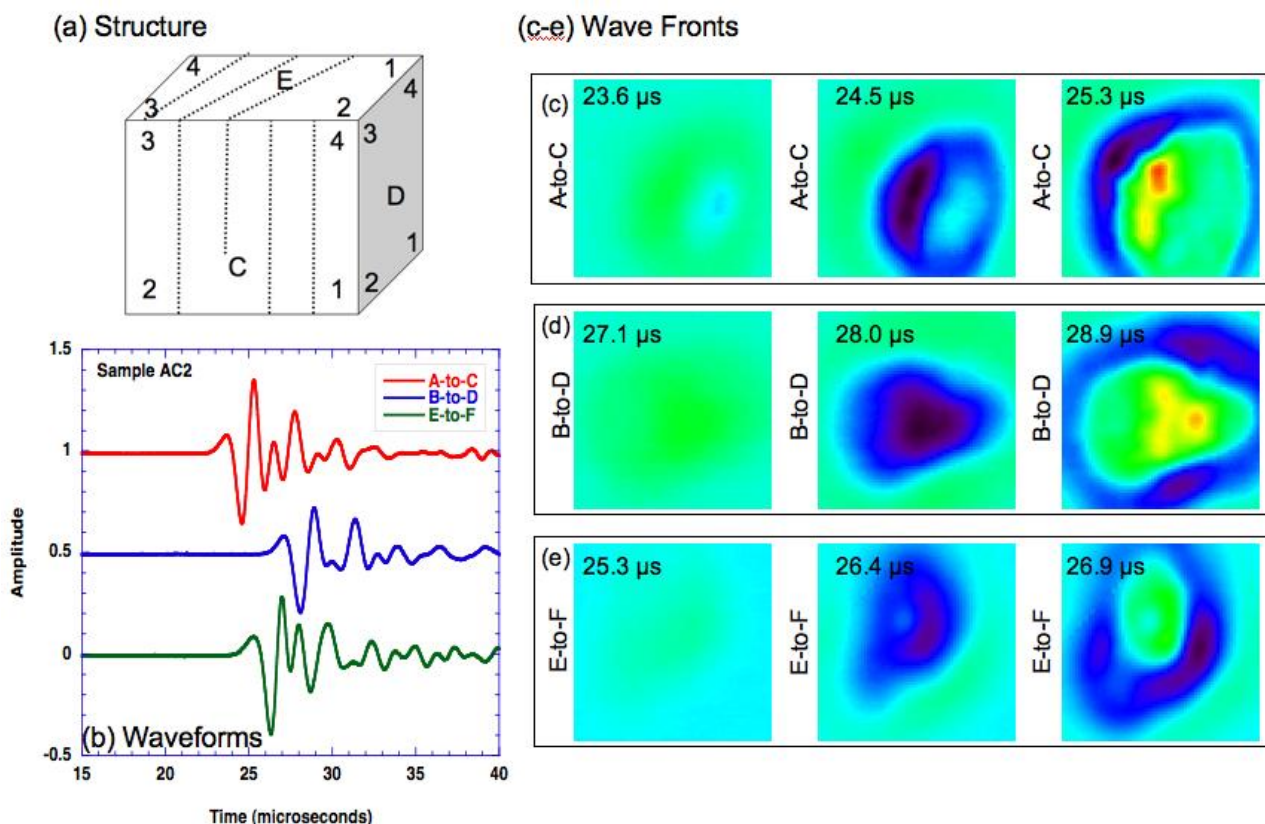 (a) Structure
4
E
1
4
3
2
3
4
3
D
C
1
2
1
2
1.5
Sample AC2
A-to-C
B-to-D
E-to-F
1
0.5
0
-0.5
Amplitude
(b) Waveforms
15 20 25 30 35 40
Time (microseconds)
(c-e) Wave Fronts
(c)
A-to-C
23.6 µs
A-to-C
24.5 µs
A-to-C
25.3 µs
(d)
B-to-D
27.1 µs
B-to-D
28.0 µs
B-to-D
28.9 µs
(e)
E-to-F
25.3 µs
E-to-F
26.4 µs
E-to-F
26.9 µs